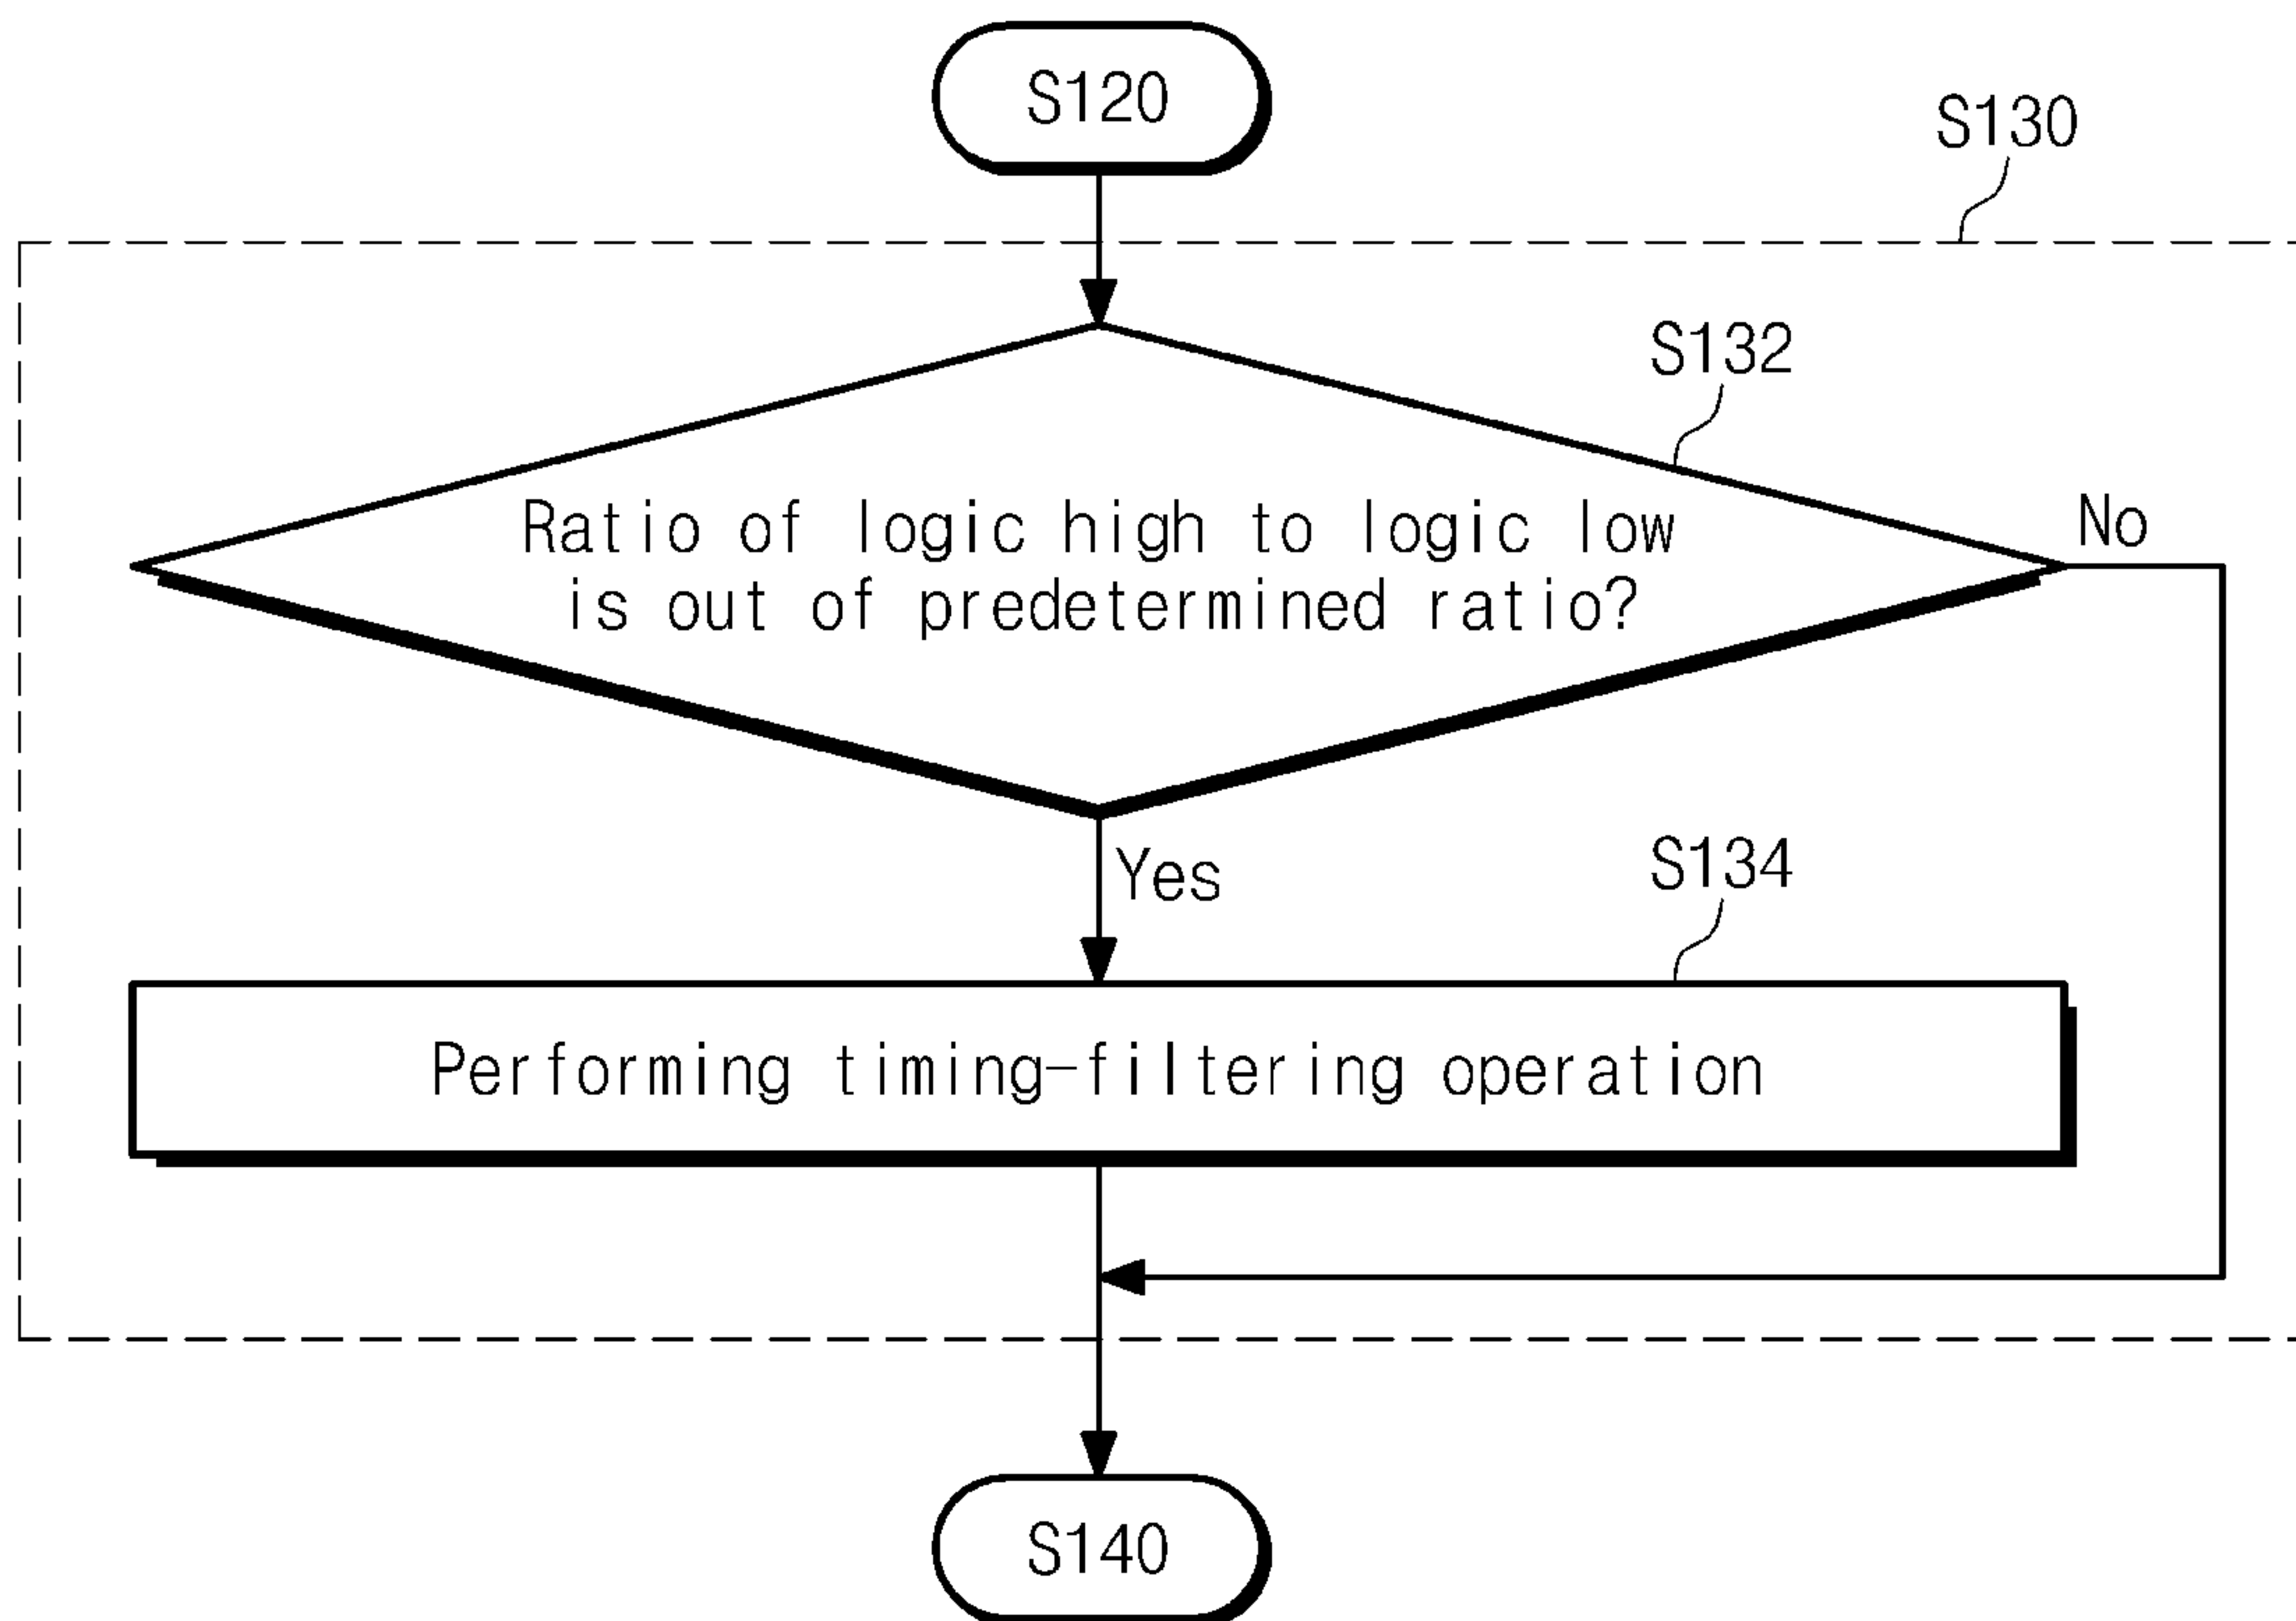 S120
S130
S132
Ratio of logic high to logic low
is out of predetermined ratio?
No
Yes
S134
Performing timing-filtering operation
S140